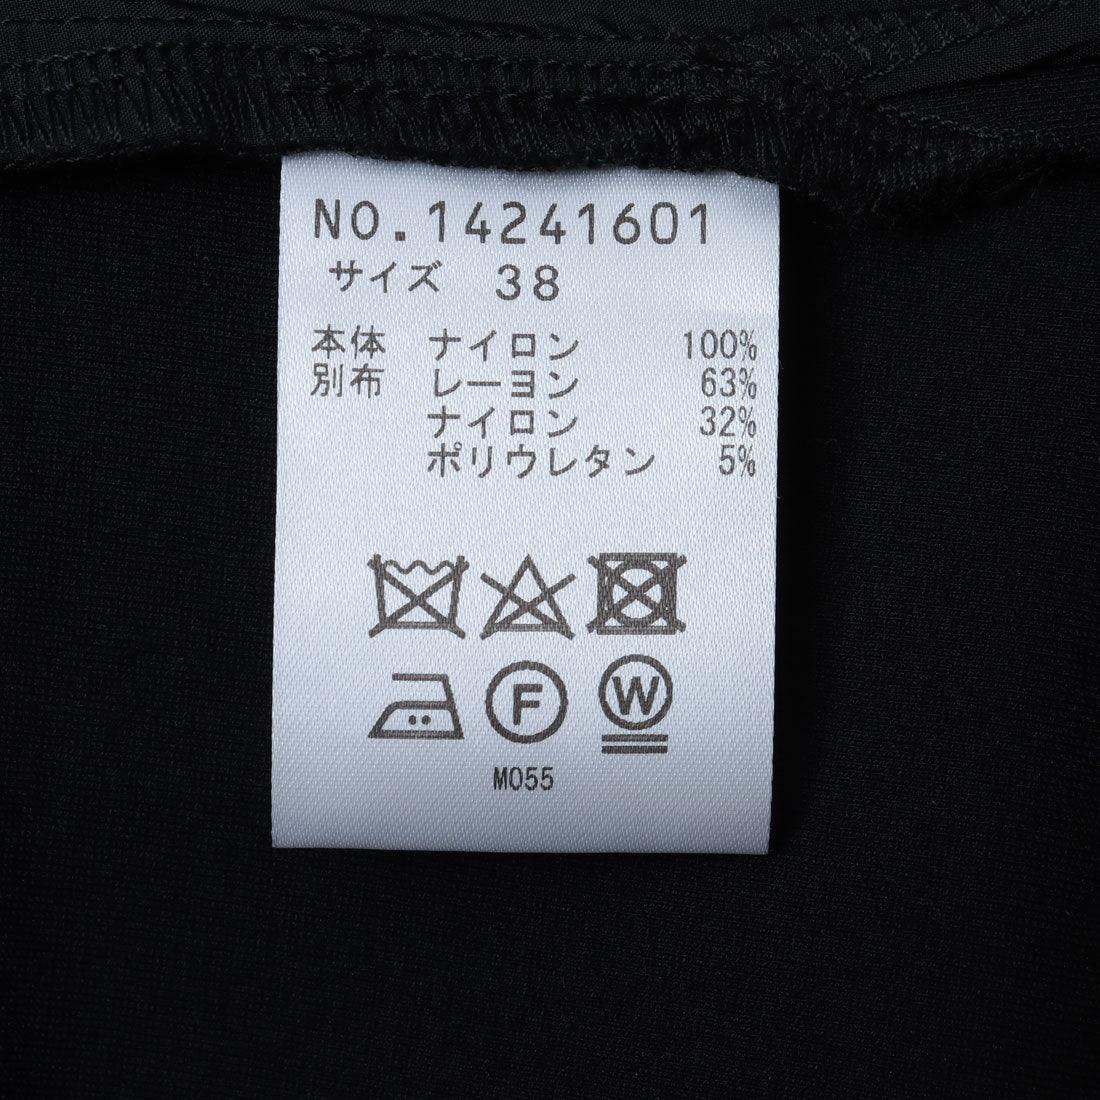 NO.14241601
サイズ 38
本体 ナイロン 100%
別布 レーヨン 63%
ナイロン 32%
ポリウレタン 5%
F W
M055